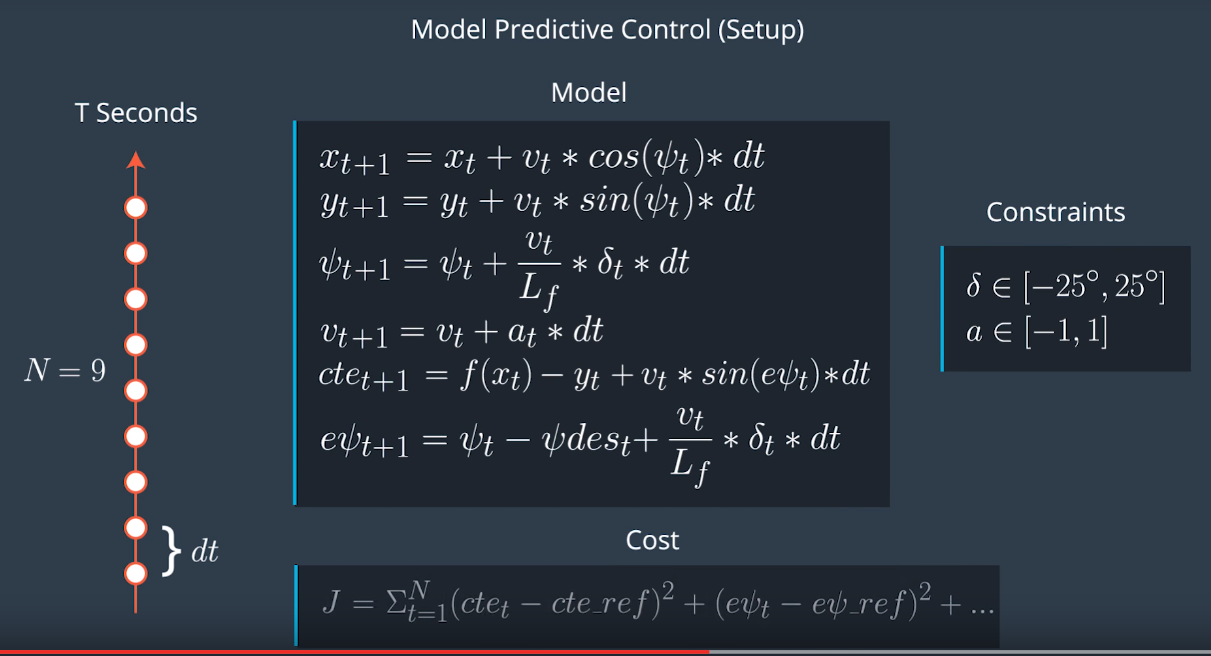 Model Predictive Control (Setup)
T Seconds
N = 9
} dt
Model
x_{t+1} = x_t + v_t * cos(ψ_t) * dt
y_{t+1} = y_t + v_t * sin(ψ_t) * dt
ψ_{t+1} = ψ_t + \frac{v_t}{L_f} * δ_t * dt
v_{t+1} = v_t + a_t * dt
cte_{t+1} = f(x_t) − y_t + v_t * sin(eψ_t) * dt
eψ_{t+1} = ψ_t − ψdes_t + \frac{v_t}{L_f} * δ_t * dt
Constraints
δ ∈ [−25°, 25°]
a ∈ [−1, 1]
Cost
J = Σ_{t=1}^{N} (cte_t − cte_ref)^2 + (eψ_t − eψ_ref)^2 + ...